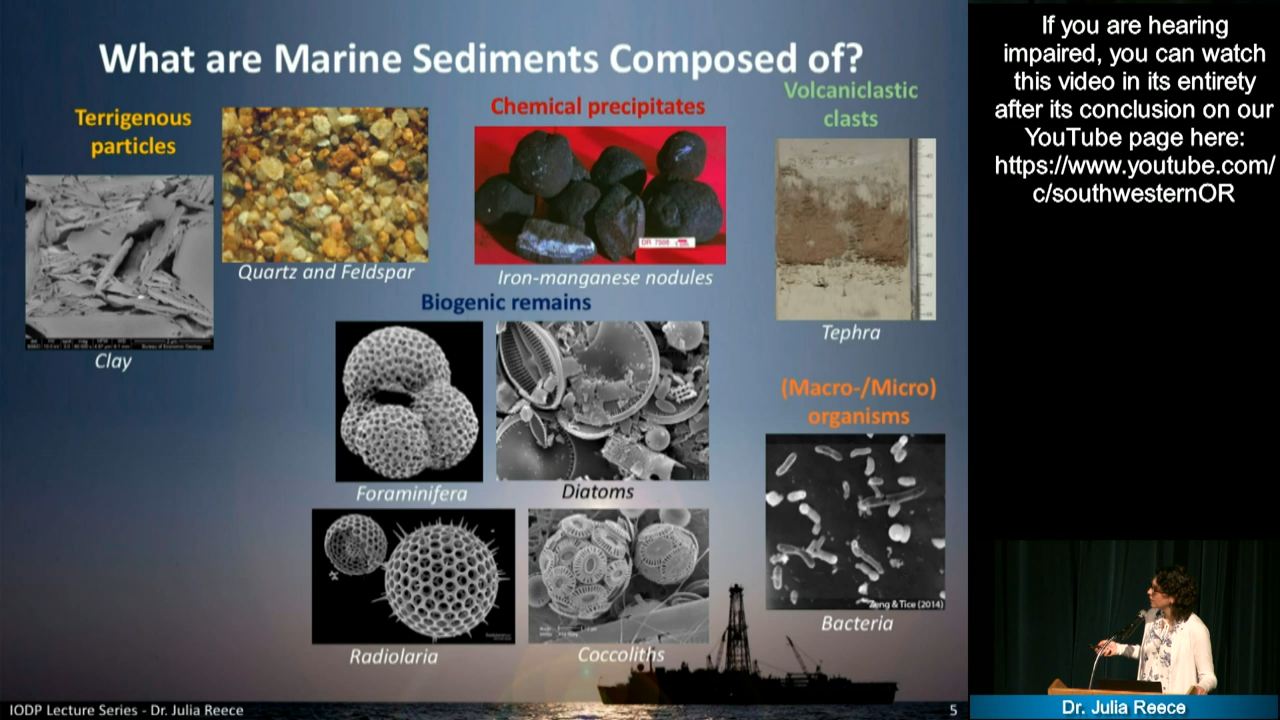 What are Marine Sediments Composed of?
Terrigenous
particles
Clay
Quartz and Feldspar
Chemical precipitates
OR 7328
Iron-manganese nodules
Volcaniclastic
clasts
Tephra
Biogenic remains
Foraminifera
Diatoms
Radiolaria
Coccoliths
(Macro-/Micro)
organisms
Zeng & Tice (2014)
Bacteria
IODP Lecture Series - Dr. Julia Reece
5
If you are hearing
impaired, you can watch
this video in its entirety
after its conclusion on our
YouTube page here:
https://www.youtube.com/
c/southwesternOR
Dr. Julia Reece